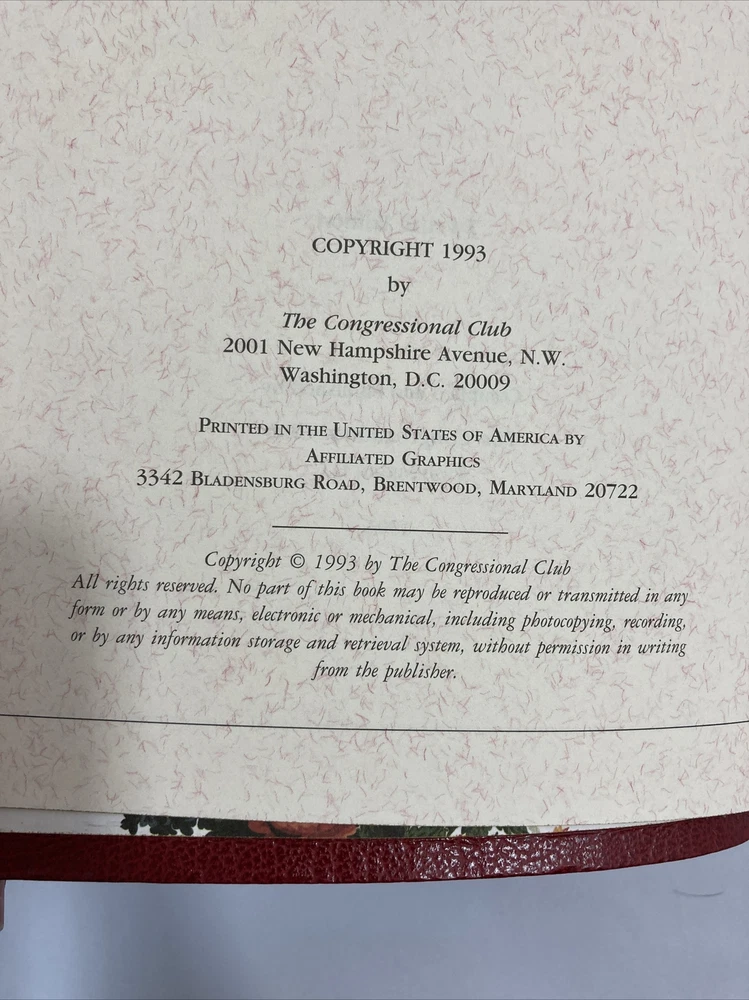 COPYRIGHT 1993
by
The Congressional Club
2001 New Hampshire Avenue, N.W.
Washington, D.C. 20009
PRINTED IN THE UNITED STATES OF AMERICA BY
AFFILIATED GRAPHICS
3342 BLADENSBURG ROAD, BRENTWOOD, MARYLAND 20722
Copyright © 1993 by The Congressional Club
All rights reserved. No part of this book may be reproduced or transmitted in any
form or by any means, electronic or mechanical, including photocopying, recording,
or by any information storage and retrieval system, without permission in writing
from the publisher.